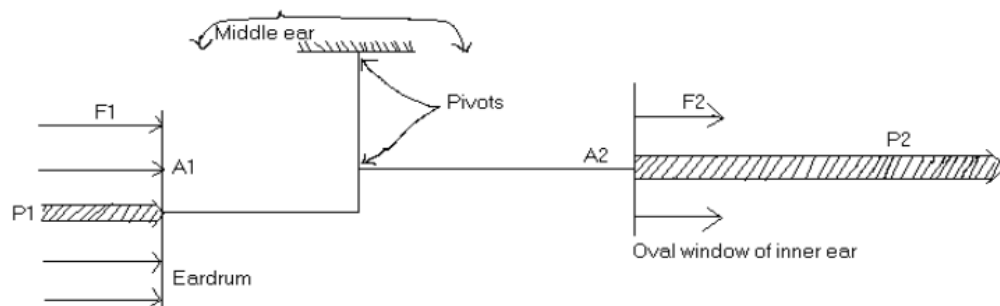 Middle ear
F1
Pivots
F2
A1
A2
P2
P1
Eardrum
Oval window of inner ear